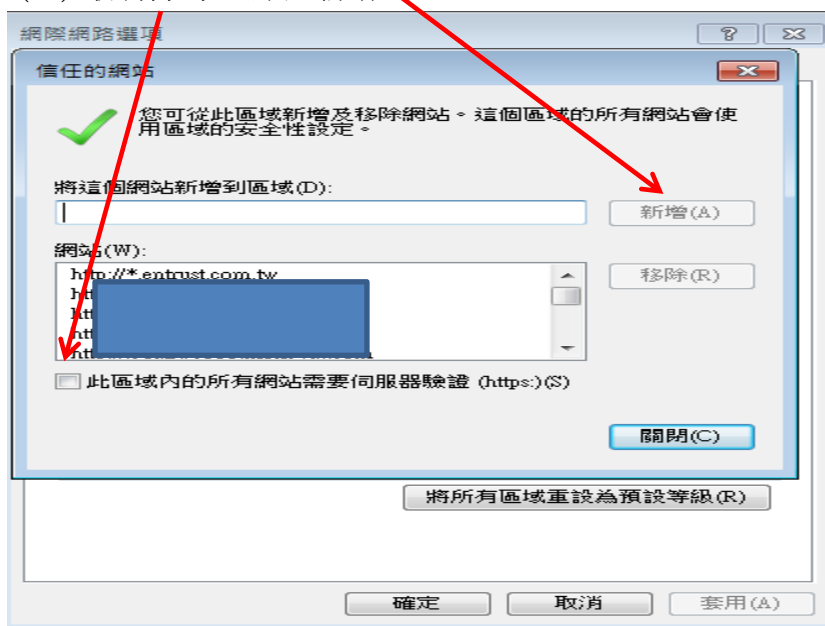 網際網路選項
信任的網站
您可從此區域新增及移除網站。這個區域的所有網站會使
用區域的安全性設定。
將這個網站新增到區域(D):
新增(A)
網站(W):
http://*.entrust.com.tw
移除(R)
此區域內的所有網站需要伺服器驗證 (https:)(S)
關閉(C)
將所有區域重設為預設等級(R)
確定
取消
套用(A)